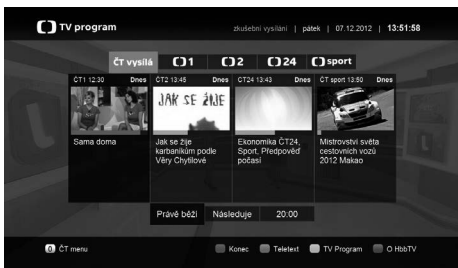 TV program
zkušební vysílání | pátek | 07.12.2012 | 13:51:58
ČT vysílá 1 2 24 sport
ČT1 12:30 Dnes
Sama doma
ČT2 13:45 Dnes
JAK SE ŽIJE
Jak se žije
karbanikům podle
Věry Chytilové
ČT24 13:43 Dnes
Ekonomika ČT24,
Sport, Předpověď
počasí
ČT sport 13:50 Dnes
Mistrovství světa
cestovních vozů
2012 Makao
Právě běží Následuje 20:00
0 ČT menu Konec Teletext TV Program O HbbTV